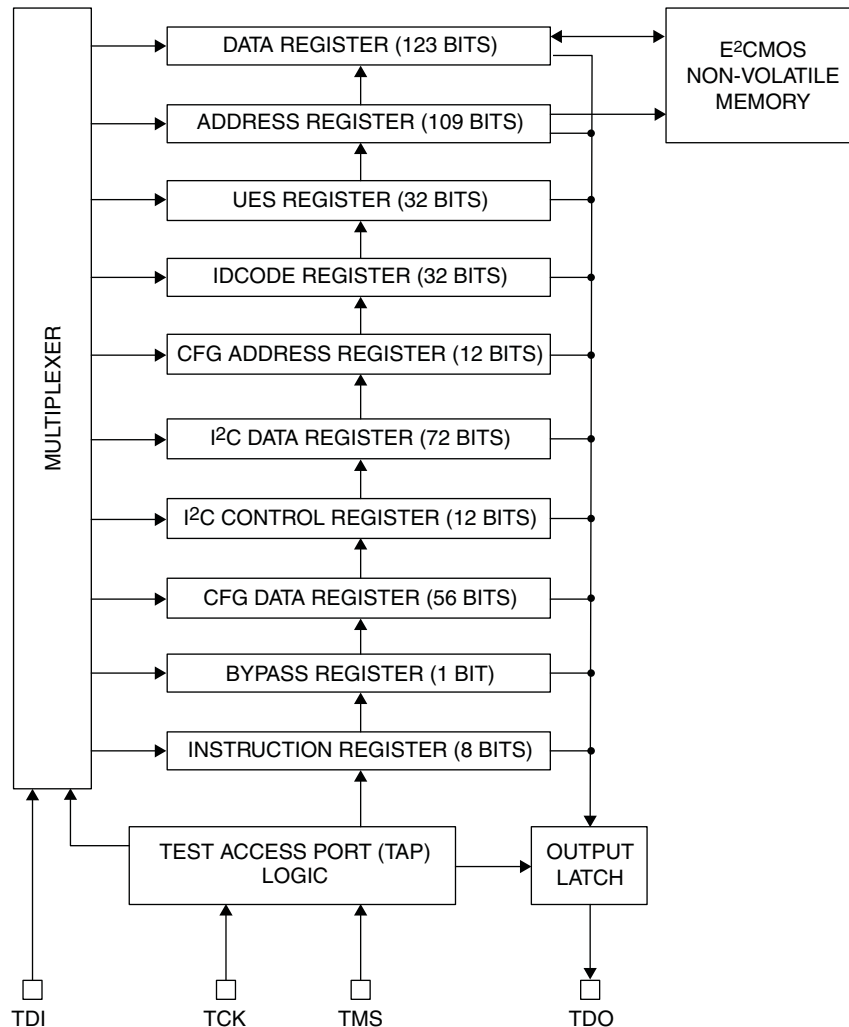 DATA REGISTER (123 BITS)
E²CMOS
NON-VOLATILE
MEMORY
ADDRESS REGISTER (109 BITS)
UES REGISTER (32 BITS)
IDCODE REGISTER (32 BITS)
CFG ADDRESS REGISTER (12 BITS)
MULTIPLEXER
I²C DATA REGISTER (72 BITS)
I²C CONTROL REGISTER (12 BITS)
CFG DATA REGISTER (56 BITS)
BYPASS REGISTER (1 BIT)
INSTRUCTION REGISTER (8 BITS)
TEST ACCESS PORT (TAP)
LOGIC
OUTPUT
LATCH
TDI
TCK
TMS
TDO